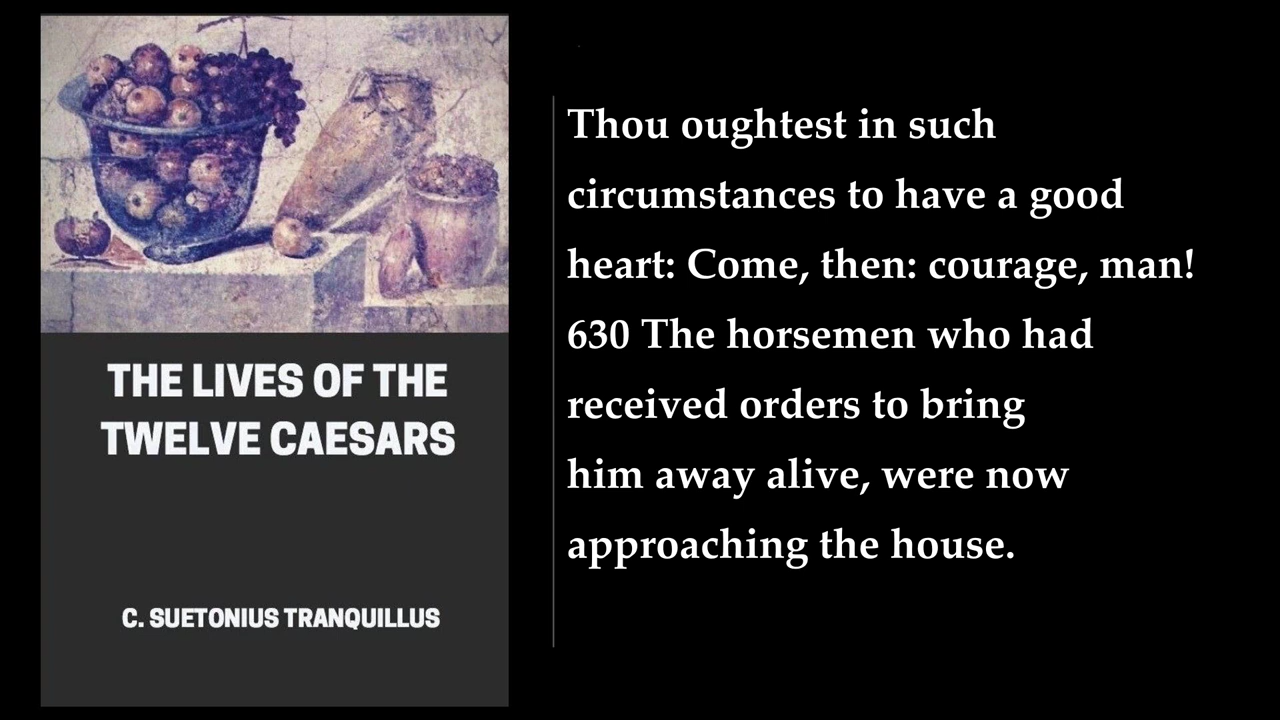 THE LIVES OF THE
TWELVE CAESARS
C. SUETONIUS TRANQUILLUS
Thou oughtest in such
circumstances to have a good
heart: Come, then: courage, man!
630 The horsemen who had
received orders to bring
him away alive, were now
approaching the house.